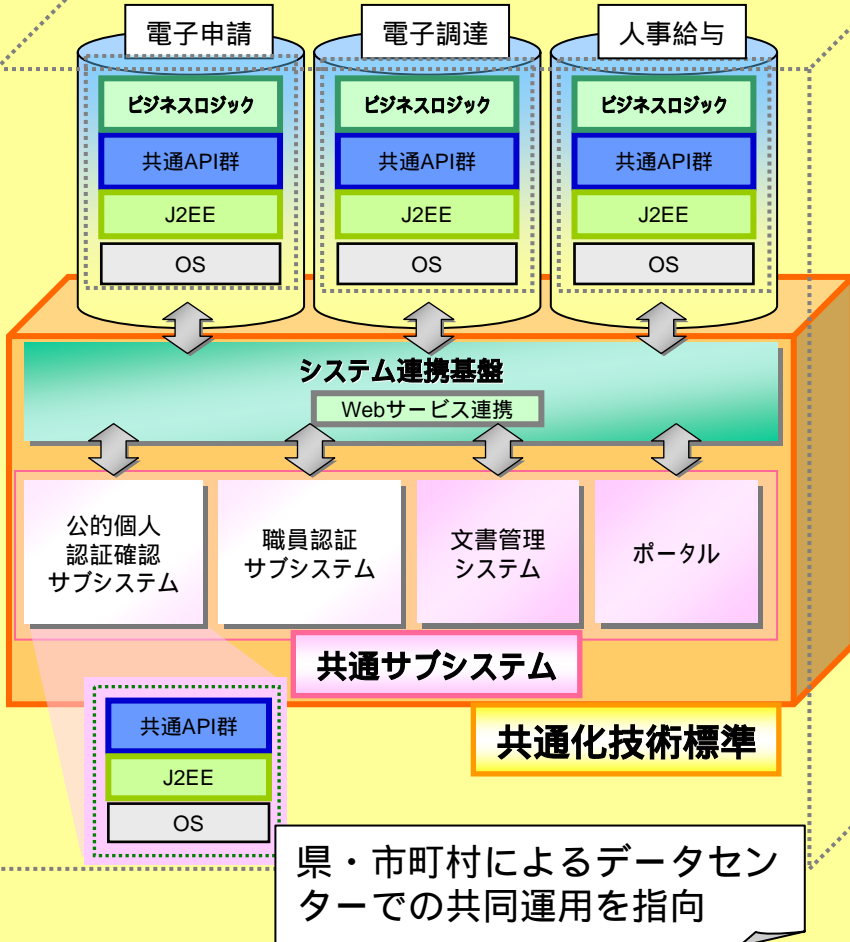 電子申請
電子調達
人事給与
ビジネスロジック
ビジネスロジック
ビジネスロジック
共通API群
共通API群
共通API群
J2EE
J2EE
J2EE
OS
OS
OS
システム連携基盤
Webサービス連携
公的個人
認証確認
サブシステム
職員認証
サブシステム
文書管理
システム
ポータル
共通サブシステム
共通化技術標準
共通API群
J2EE
OS
県・市町村によるデータセン
ターでの共同運用を指向